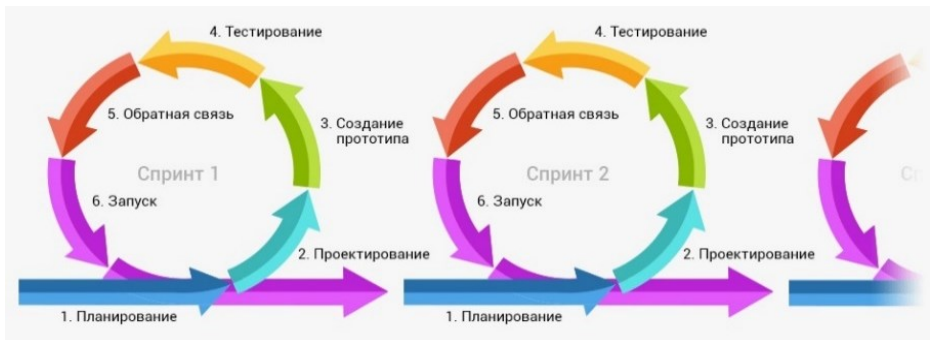 4. Тестирование
5. Обратная связь
3. Создание
прототипа
Спринт 1
6. Запуск
2. Проектирование
1. Планирование
4. Тестирование
5. Обратная связь
3. Создание
прототипа
Спринт 2
6. Запуск
2. Проектирование
1. Планирование